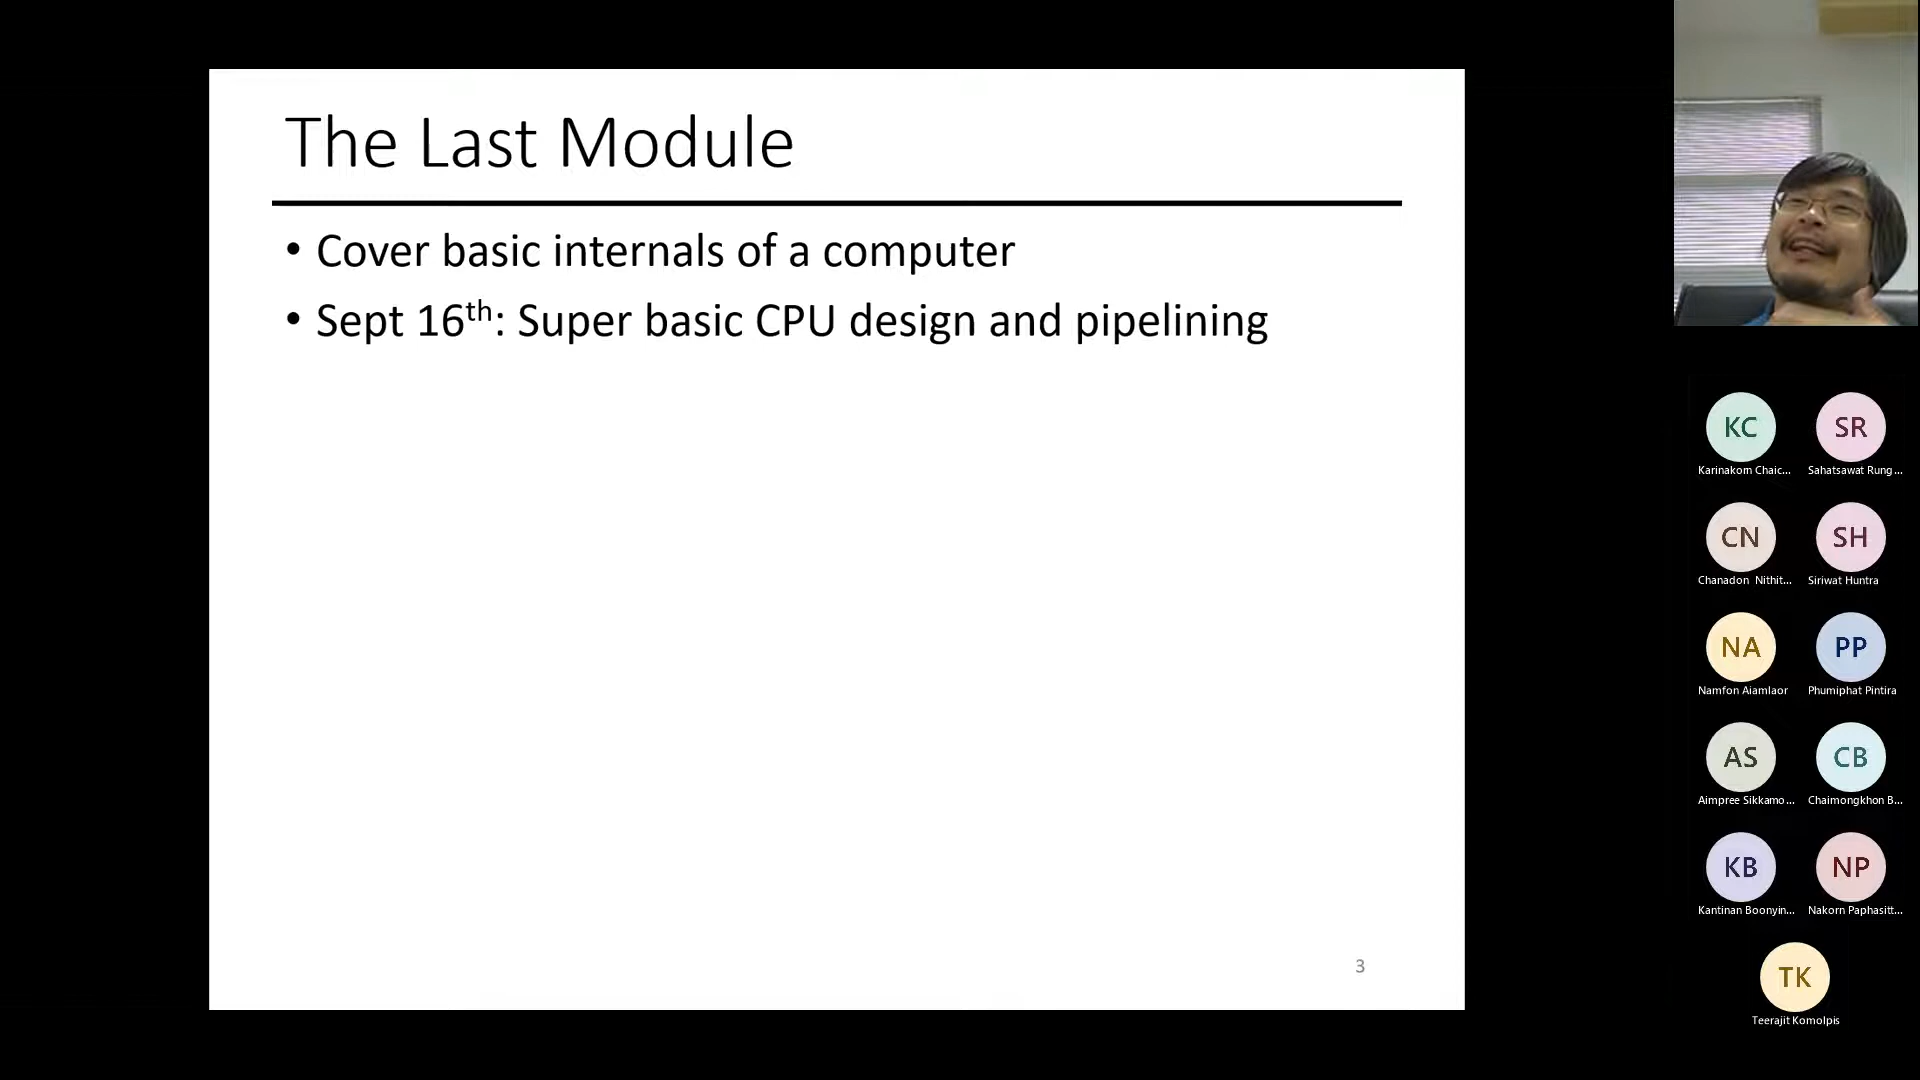 The Last Module
• Cover basic internals of a computer
• Sept 16th: Super basic CPU design and pipelining
3
KC
Karinakorn Chaic...
SR
Sahatsawat Rung...
CN
Chanadon Nithit...
SH
Siriwat Huntra
NA
Namfon Aiamlaor
PP
Phumiphat Pintira
AS
Aimpree Sikkamo...
CB
Chaimongkhon B...
KB
Kantinan Boonyin...
NP
Nakorn Paphasitt...
TK
Teerajit Komolpis